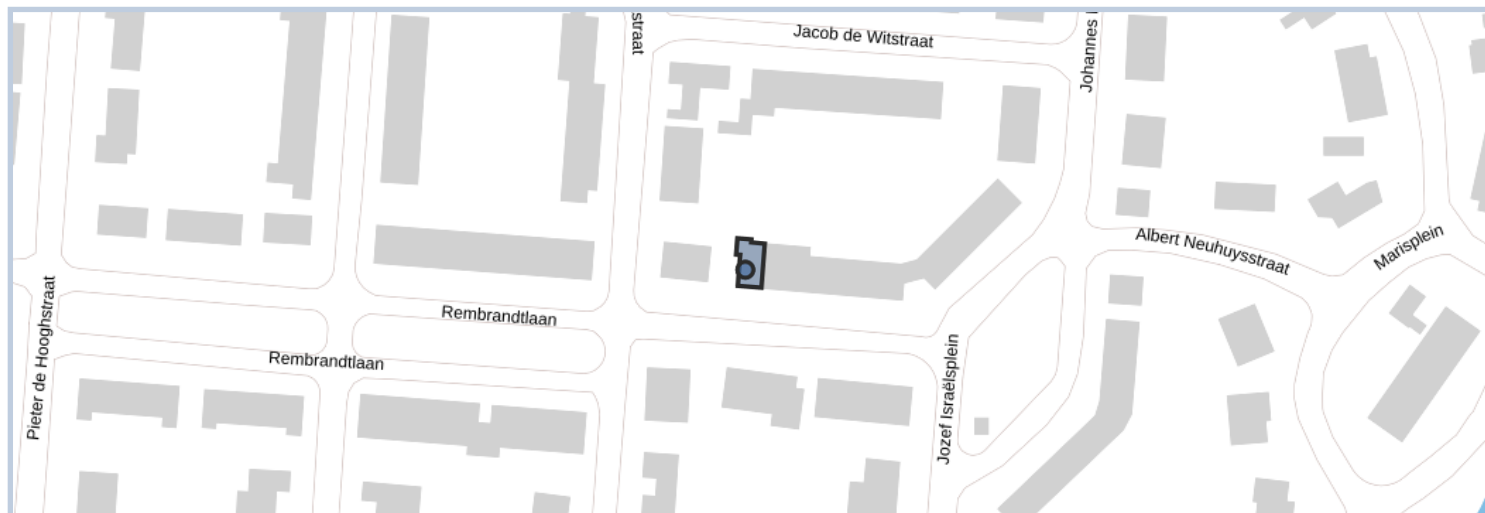 straat
Jacob de Witstraat
Johannes
Albert Neuhuysstraat
Marisplein
Rembrandtlaan
Rembrandtlaan
Pieter de Hooghstraat
Jozef Israëlsplein